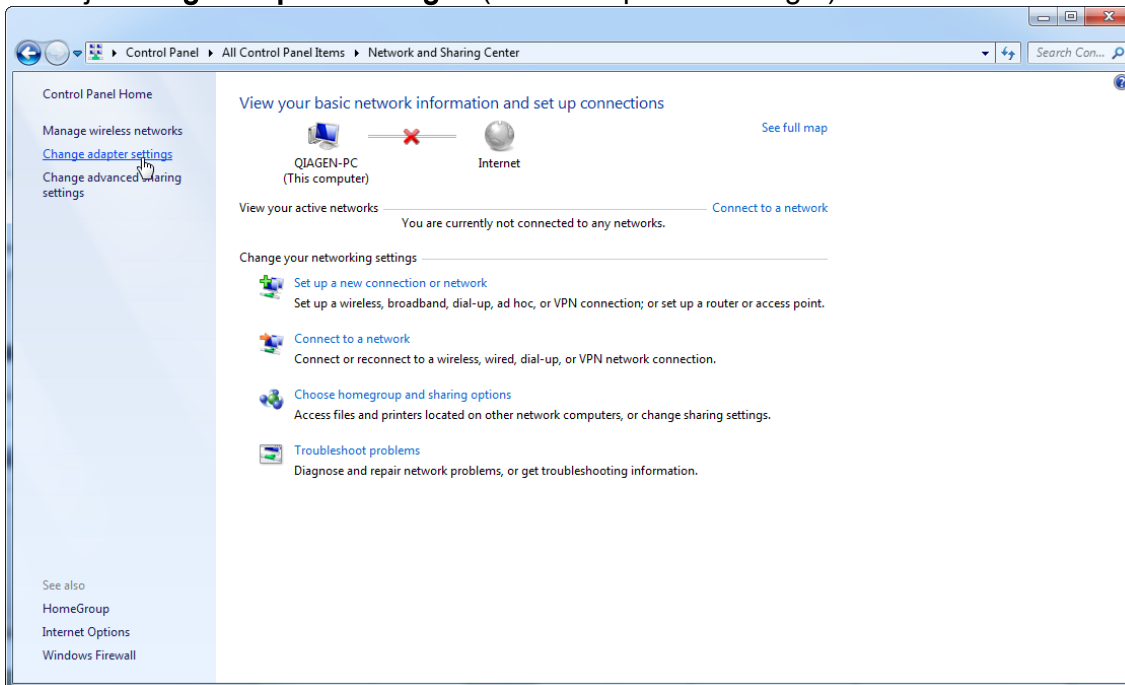 Control Panel ▸ All Control Panel Items ▸ Network and Sharing Center
Search Con...
Control Panel Home
Manage wireless networks
Change adapter settings
Change advanced sharing
settings
View your basic network information and set up connections
See full map
QIAGEN-PC
(This computer)
Internet
View your active networks
Connect to a network
You are currently not connected to any networks.
Change your networking settings
Set up a new connection or network
Set up a wireless, broadband, dial-up, ad hoc, or VPN connection; or set up a router or access point.
Connect to a network
Connect or reconnect to a wireless, wired, dial-up, or VPN network connection.
Choose homegroup and sharing options
Access files and printers located on other network computers, or change sharing settings.
Troubleshoot problems
Diagnose and repair network problems, or get troubleshooting information.
See also
HomeGroup
Internet Options
Windows Firewall